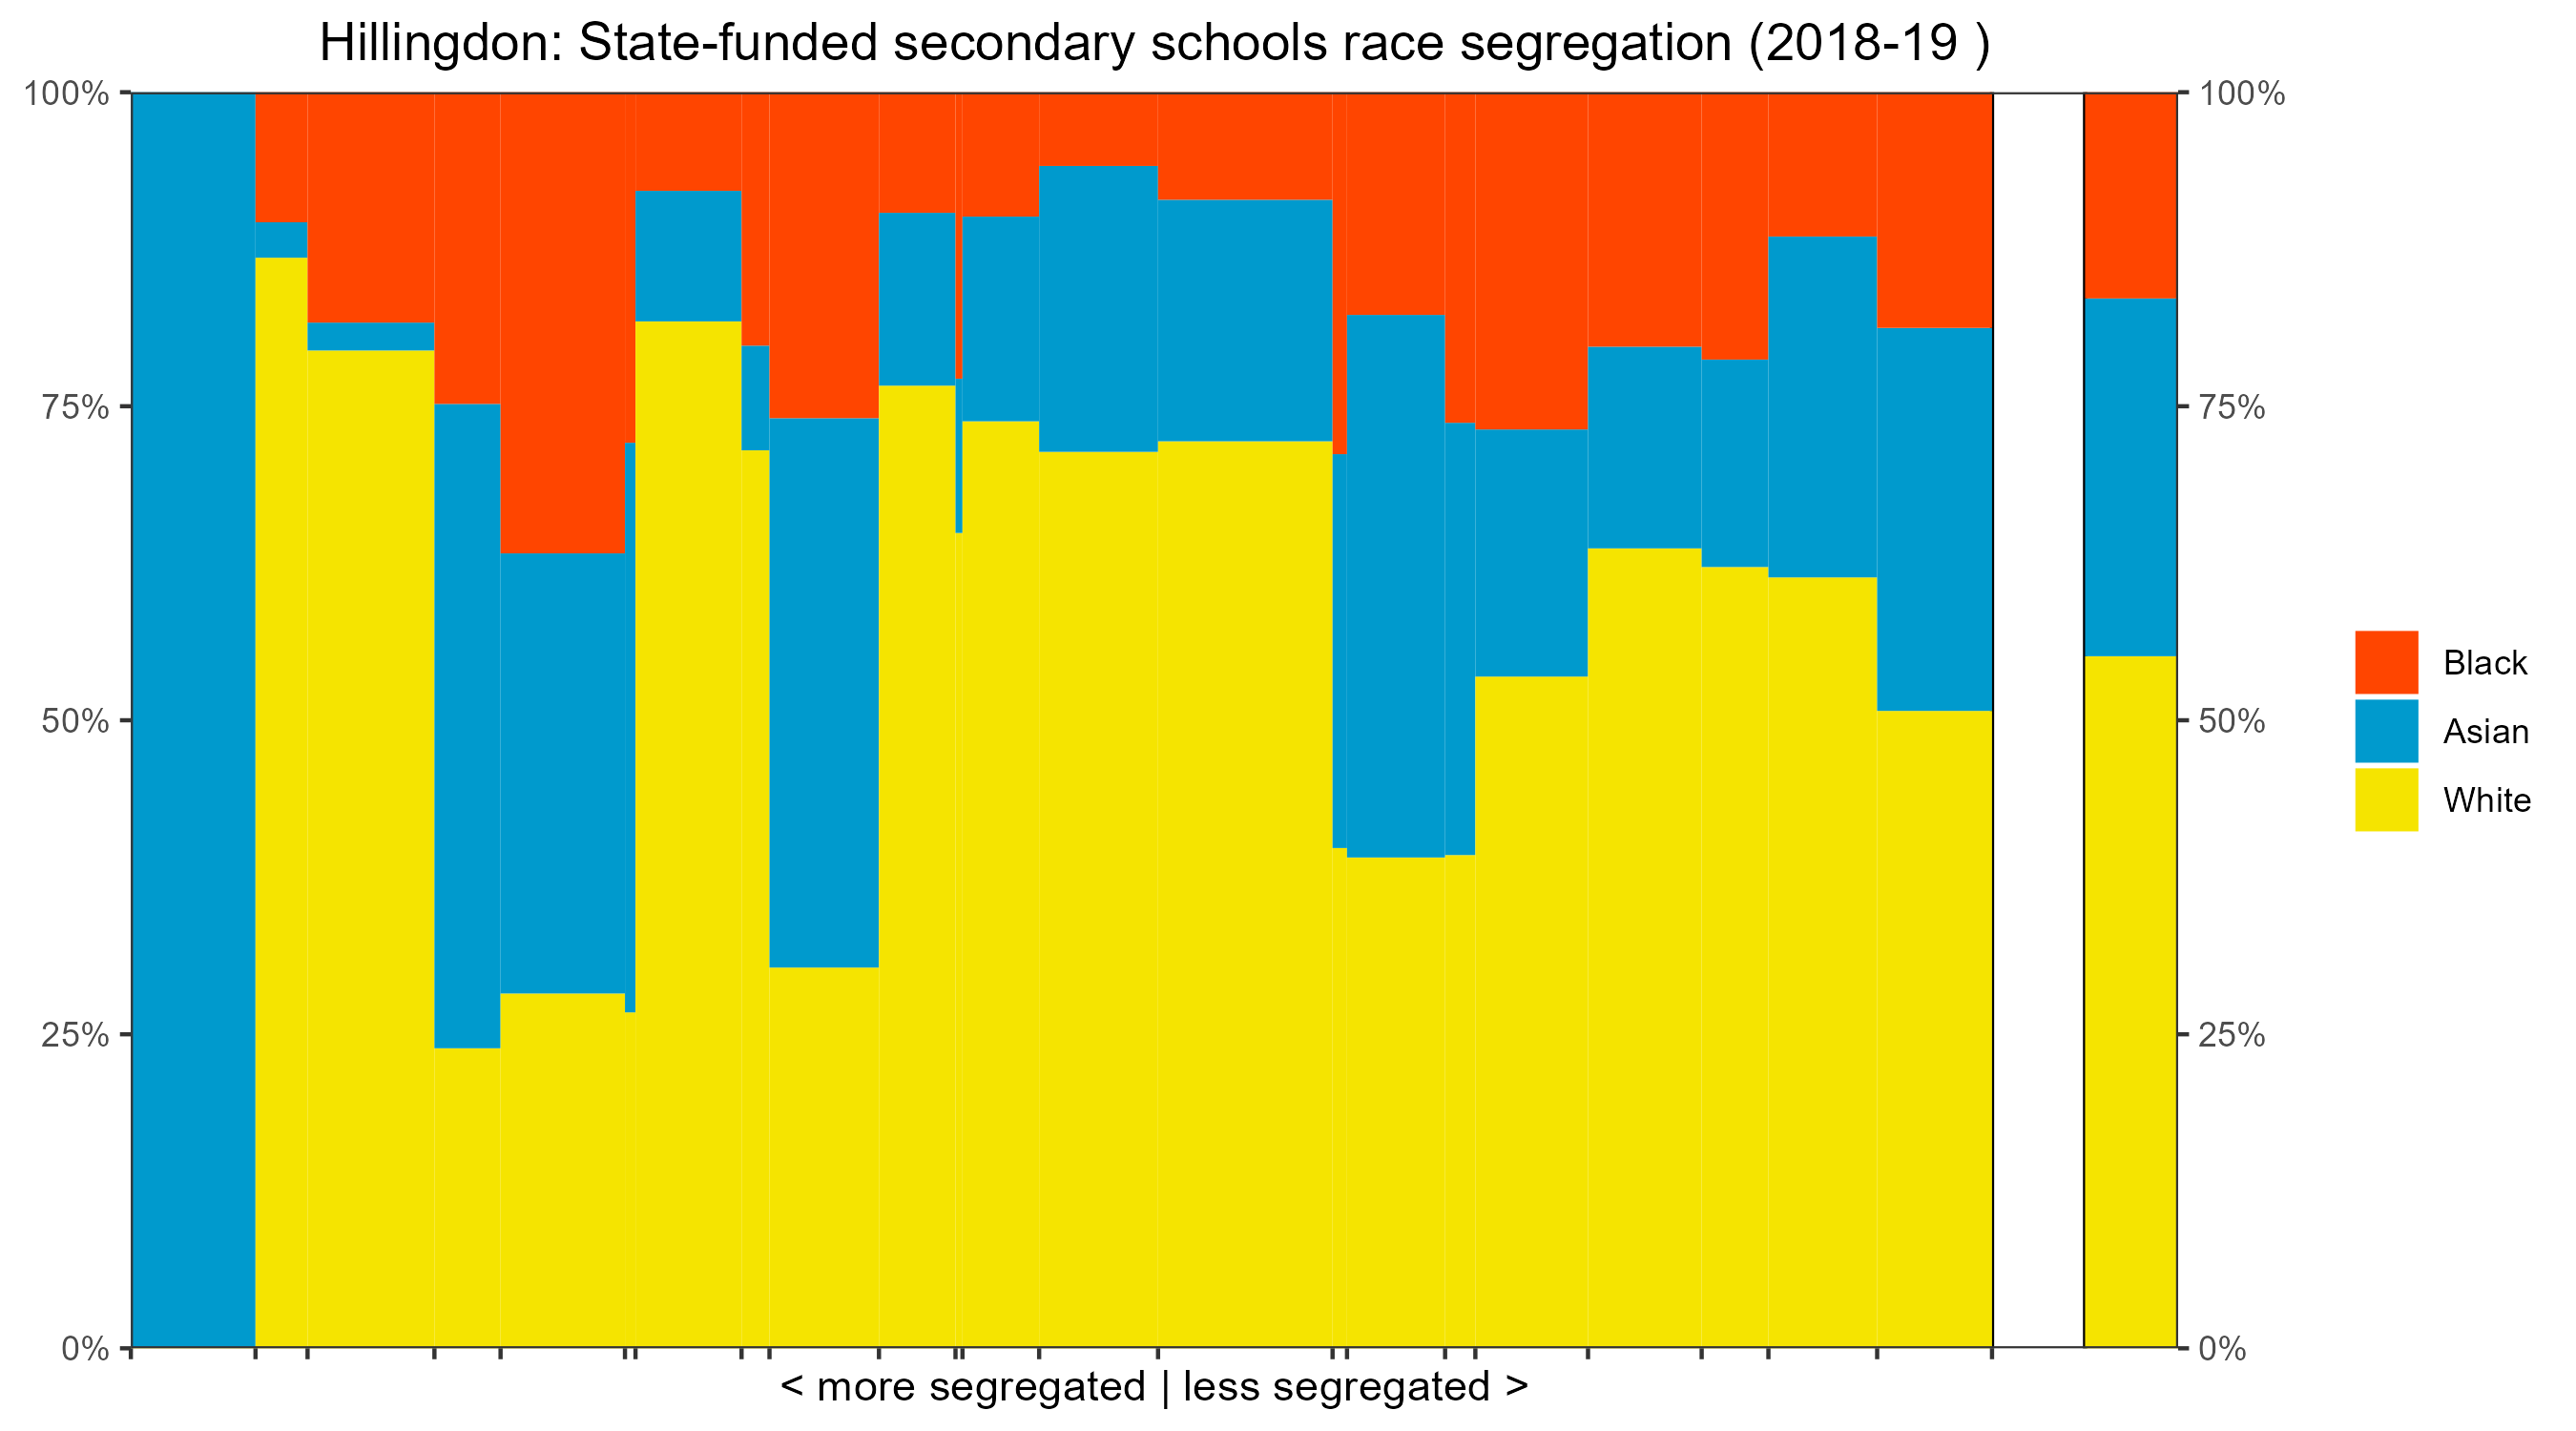 Hillingdon: State-funded secondary schools race segregation (2018-19 )
100%
75%
50%
25%
0%
100%
75%
50%
25%
0%
Black
Asian
White
< more segregated | less segregated >